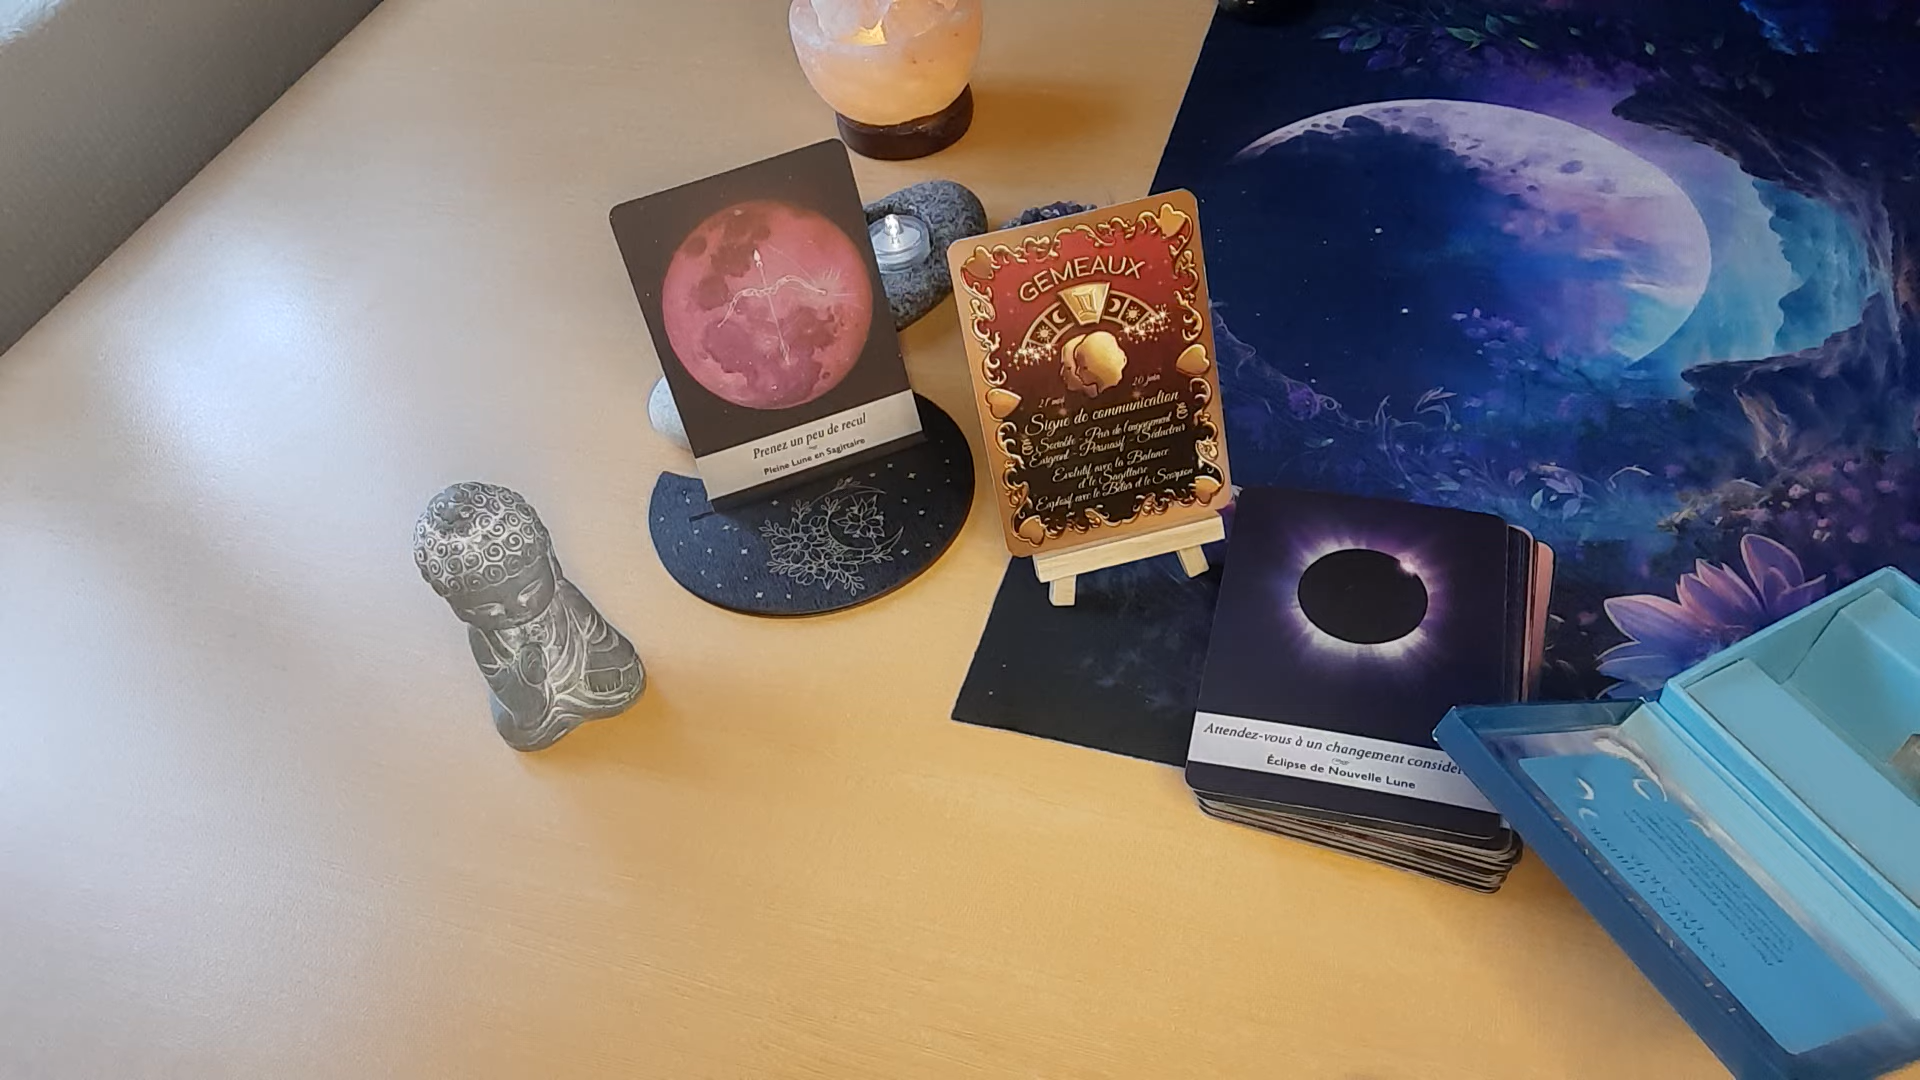 Prenez un peu de recul
Pleine Lune en Sagittaire
GEMEAUX
21 mai
20 juin
Signe de communication
Sociable - Peur de l'engagement
Exigeant - Persuasif - Séducteur
Evolutif avec la Balance
et le Sagittaire
Explosif avec le Bélier et le Scorpion
Attendez-vous à un changement considér
Éclipse de Nouvelle Lune